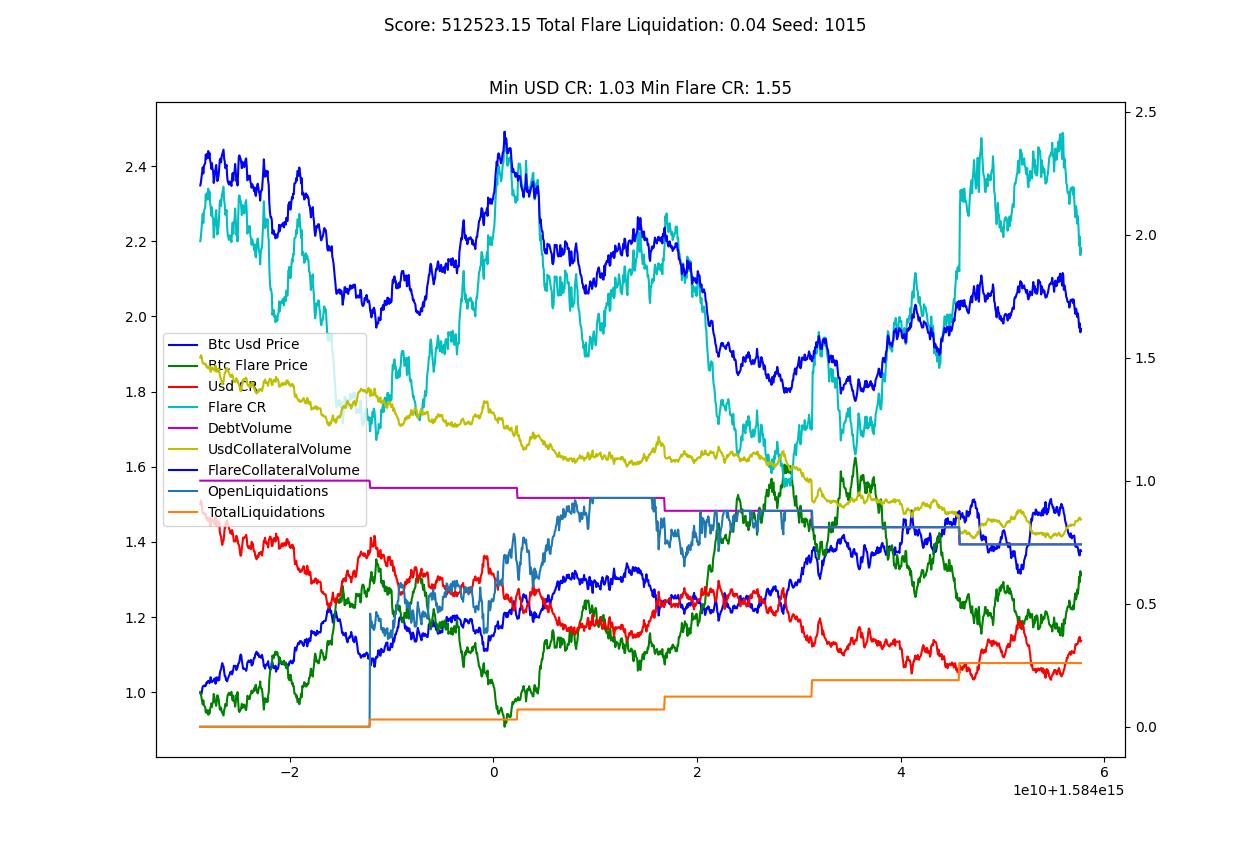 Score: 512523.15 Total Flare Liquidation: 0.04 Seed: 1015
Min USD CR: 1.03 Min Flare CR: 1.55
2.4
2.2
2.0
1.8
1.6
1.4
1.2
1.0
2.5
2.0
1.5
1.0
0.5
0.0
Btc Usd Price
Btc Flare Price
Usd CR
Flare CR
DebtVolume
UsdCollateralVolume
FlareCollateralVolume
OpenLiquidations
TotalLiquidations
−2
0
2
4
6
1e10+1.584e15